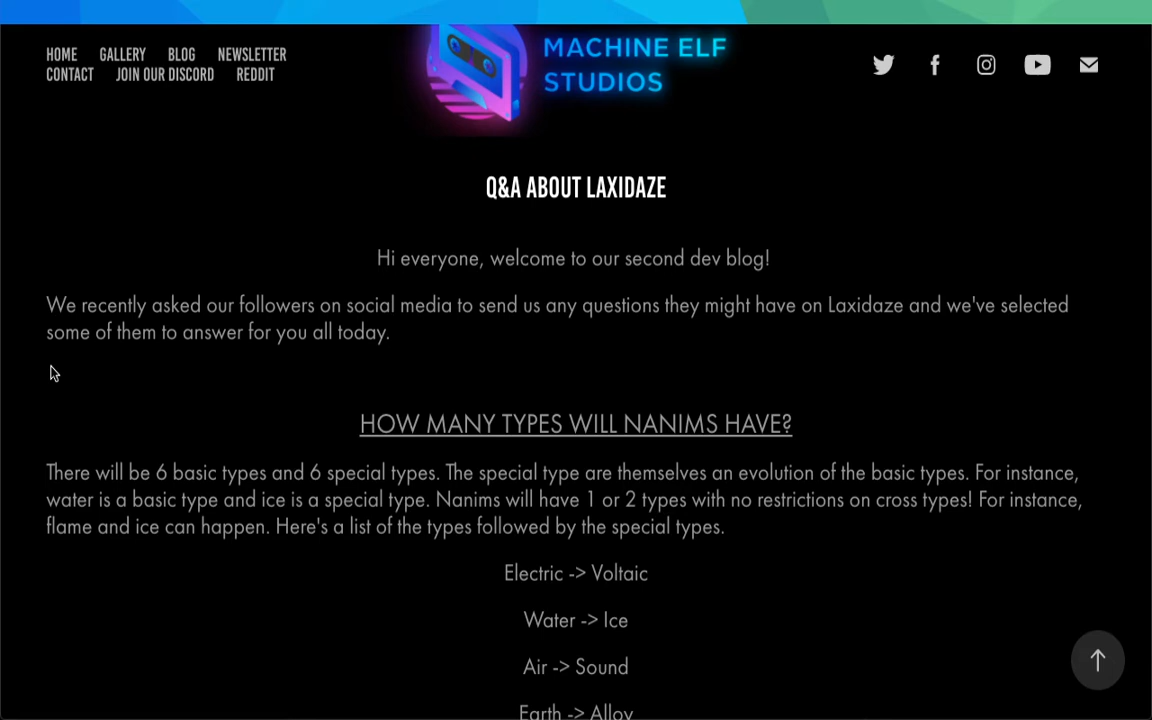 HOME GALLERY BLOG NEWSLETTER
CONTACT JOIN OUR DISCORD REDDIT
MACHINE ELF
STUDIOS
Q&A ABOUT LAXIDAZE
Hi everyone, welcome to our second dev blog!
We recently asked our followers on social media to send us any questions they might have on Laxidaze and we've selected
some of them to answer for you all today.
HOW MANY TYPES WILL NANIMS HAVE?
There will be 6 basic types and 6 special types. The special type are themselves an evolution of the basic types. For instance,
water is a basic type and ice is a special type. Nanims will have 1 or 2 types with no restrictions on cross types! For instance,
flame and ice can happen. Here's a list of the types followed by the special types.
Electric -> Voltaic
Water -> Ice
Air -> Sound
Earth -> Alloy